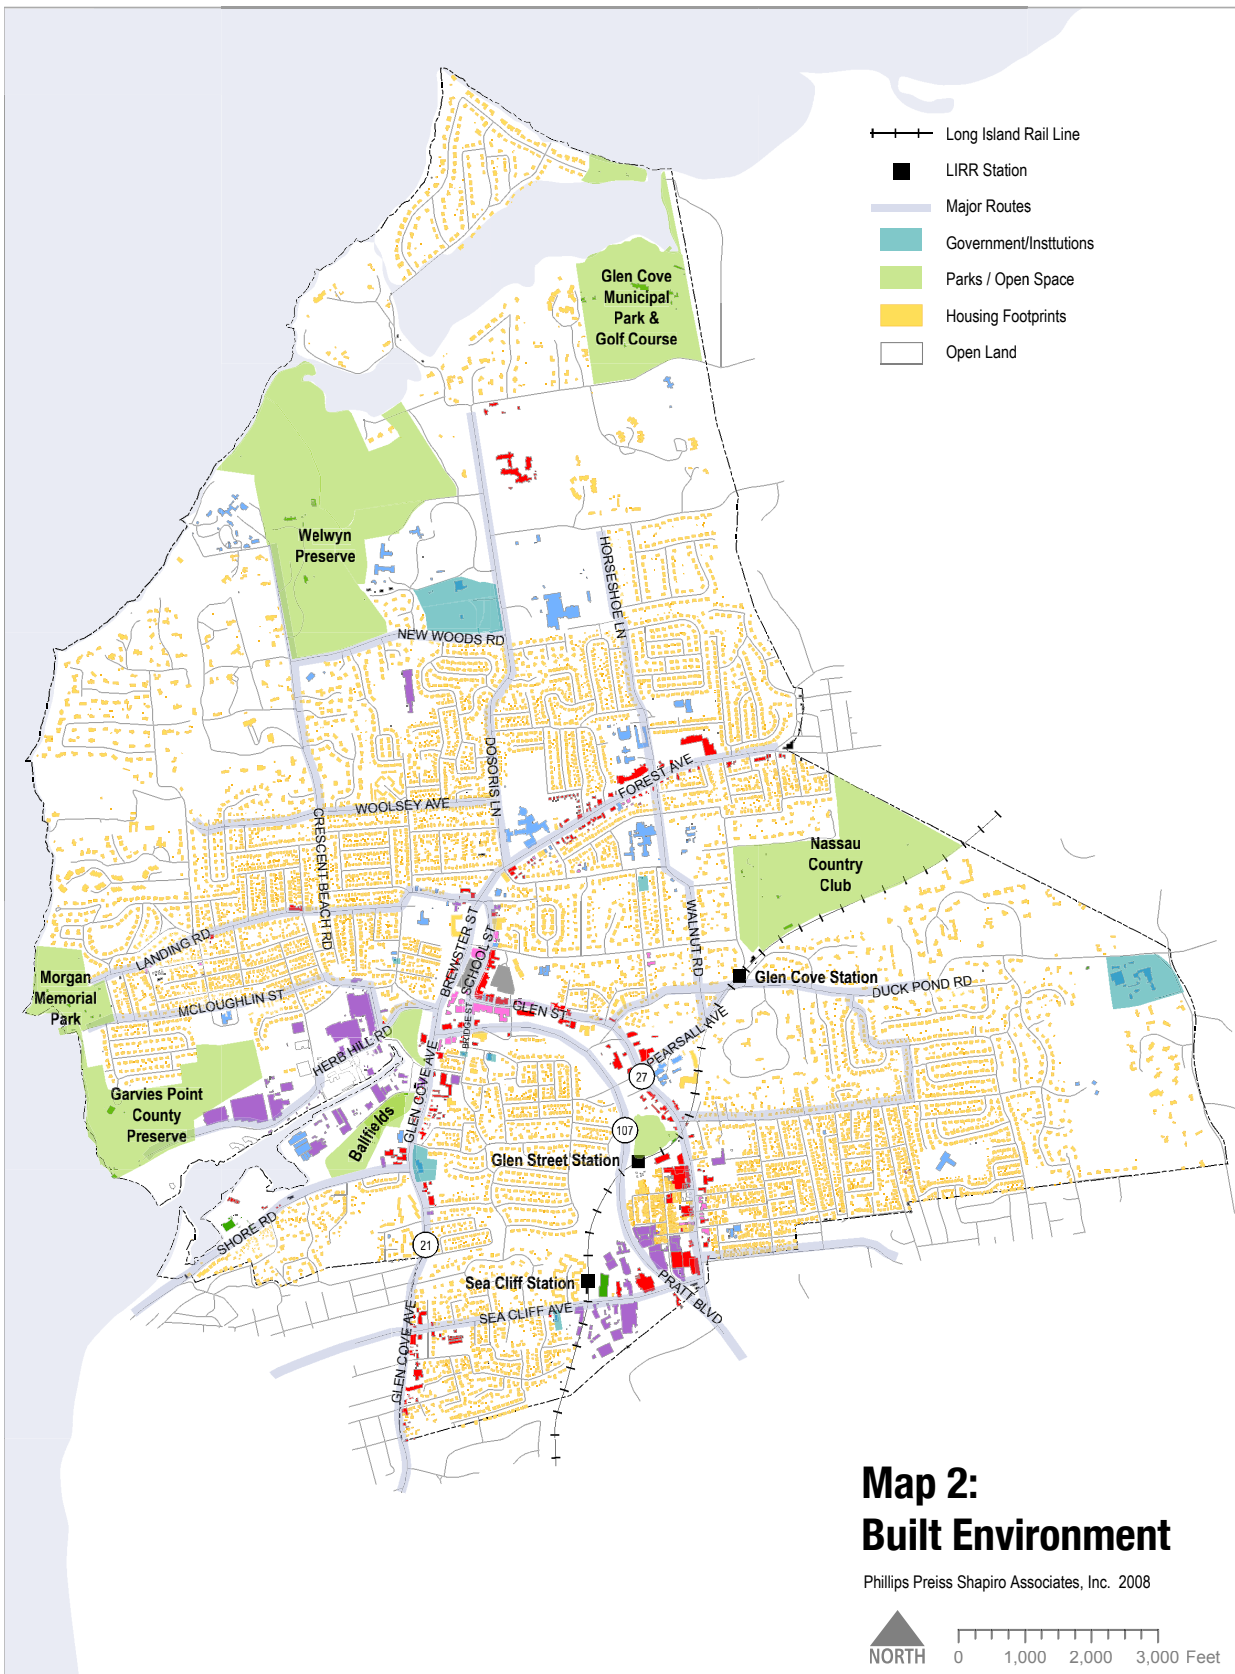 Long Island Rail Line
LIRR Station
Major Routes
Government/Insttutions
Parks / Open Space
Housing Footprints
Open Land
Glen Cove
Municipal
Park &
Golf Course
Welwyn
Preserve
HORSESHOE LN
NEW WOODS RD
DOSORIS LN
FOREST AVE
WOOLSEY AVE
CRESCENT BEACH RD
Nassau
Country
Club
LANDING RD
BREWSTER ST
SCHOOL ST
WALNUT RD
Morgan
Memorial
Park
MCLOUGHLIN ST
Glen Cove Station
DUCK POND RD
GLEN ST
BRIDGE ST
PEARSALL AVE
HERB HILL RD
GLEN COVE AVE
27
Garvies Point
County
Preserve
Ballfields
107
Glen Street Station
SHORE RD
21
Sea Cliff Station
PRATT BLVD
SEA CLIFF AVE
GLEN COVE AVE
Map 2:
Built Environment
Phillips Preiss Shapiro Associates, Inc. 2008
NORTH
0 1,000 2,000 3,000 Feet